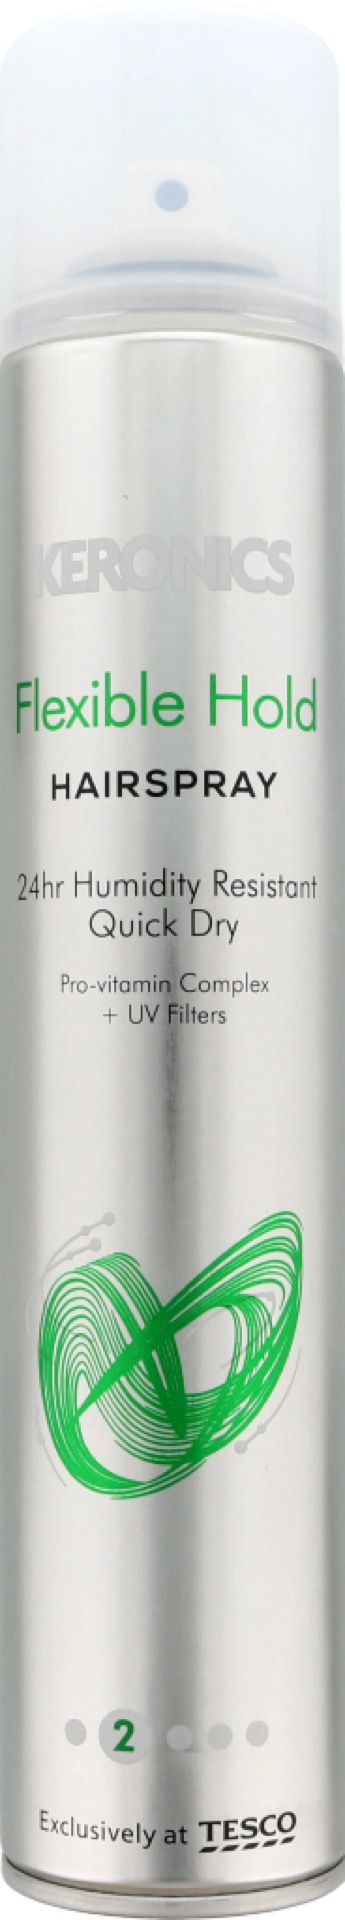 KERONICS
Flexible Hold
HAIRSPRAY
24hr Humidity Resistant
Quick Dry
Pro-vitamin Complex
+ UV Filters
2
Exclusively at TESCO